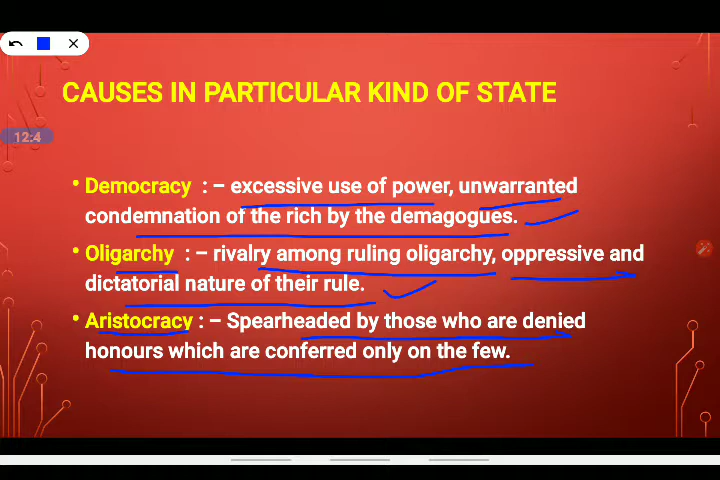 CAUSES IN PARTICULAR KIND OF STATE
12:4
• Democracy : – excessive use of power, unwarranted
condemnation of the rich by the demagogues.
• Oligarchy : – rivalry among ruling oligarchy, oppressive and
dictatorial nature of their rule.
• Aristocracy : – Spearheaded by those who are denied
honours which are conferred only on the few.